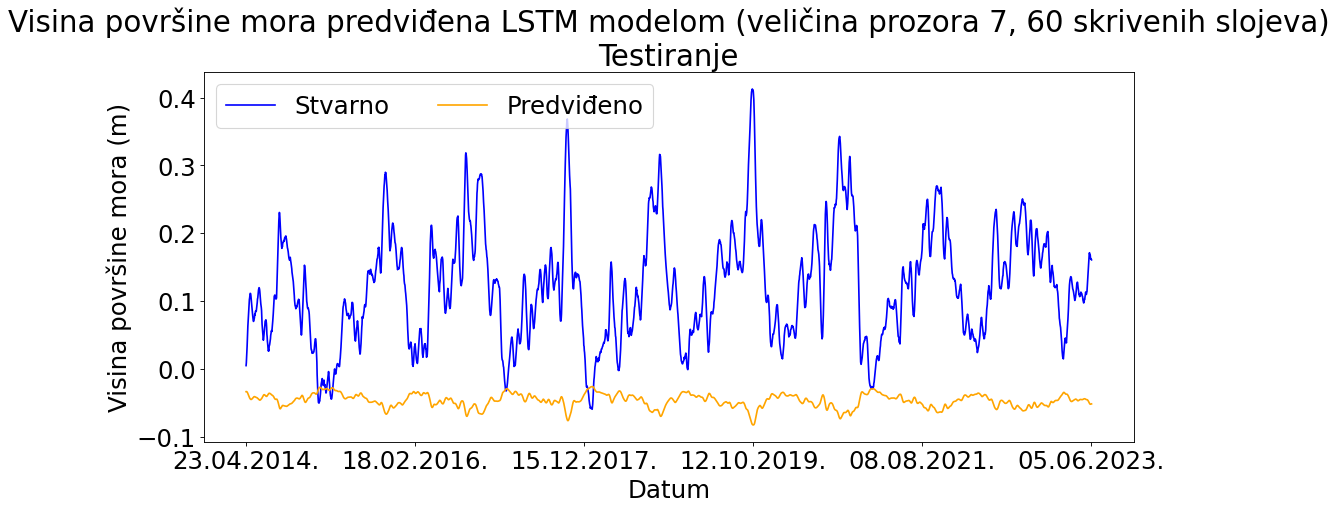 Visina površine mora predviđena LSTM modelom (veličina prozora 7, 60 skrivenih slojeva)
Testiranje
Stvarno
Predviđeno
Visina površine mora (m)
0.4
0.3
0.2
0.1
0.0
−0.1
23.04.2014.
18.02.2016.
15.12.2017.
12.10.2019.
08.08.2021.
05.06.2023.
Datum